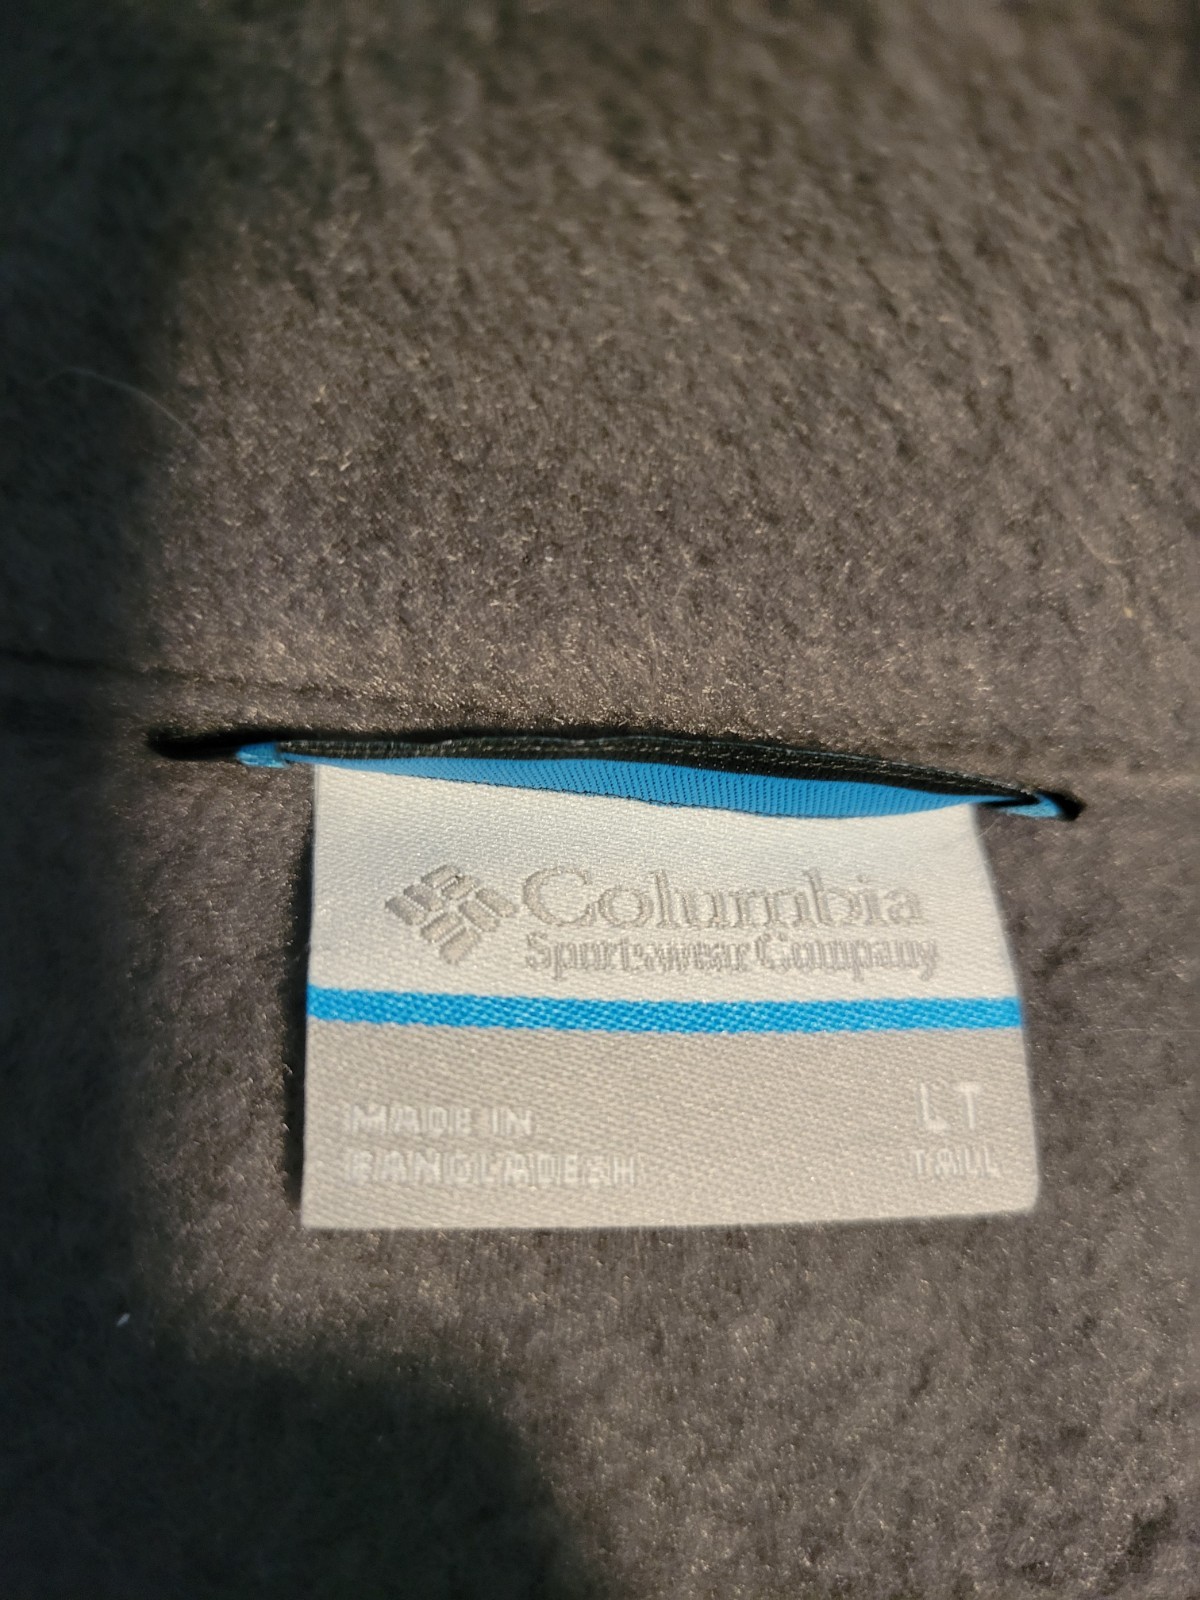 Columbia
Sportswear Company
MADE IN
BANGLADESH
LT
TALL